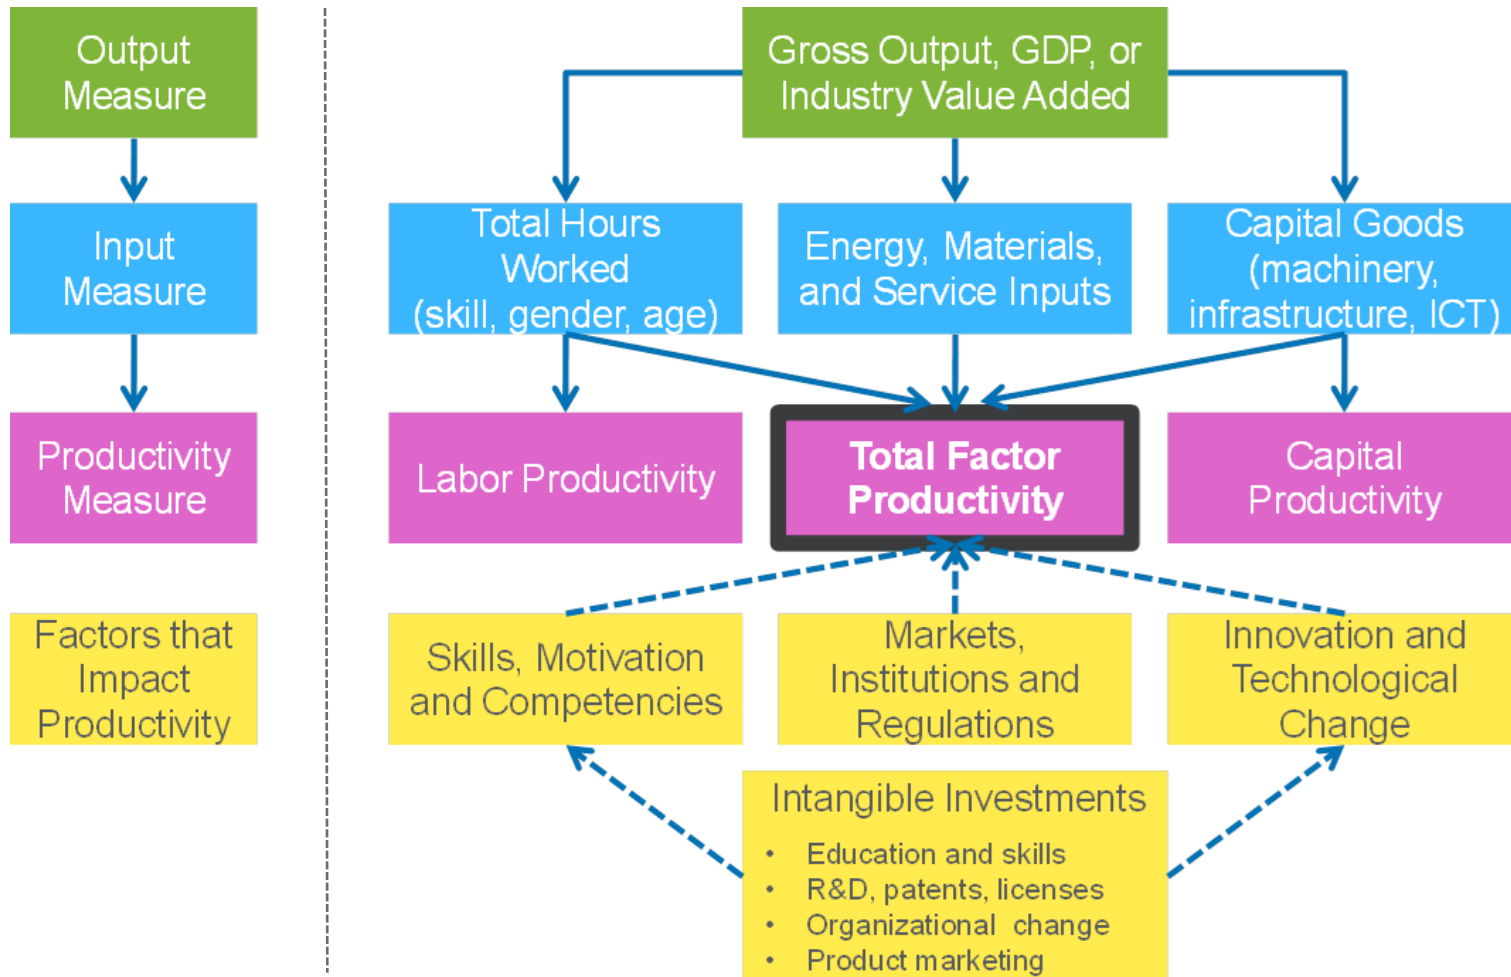 Output
Measure
Gross Output, GDP, or
Industry Value Added
Input
Measure
Total Hours
Worked
(skill, gender, age)
Energy, Materials,
and Service Inputs
Capital Goods
(machinery,
infrastructure, ICT)
Productivity
Measure
Labor Productivity
Total Factor
Productivity
Capital
Productivity
Factors that
Impact
Productivity
Skills, Motivation
and Competencies
Markets,
Institutions and
Regulations
Innovation and
Technological
Change
Intangible Investments
• Education and skills
• R&D, patents, licenses
• Organizational change
• Product marketing